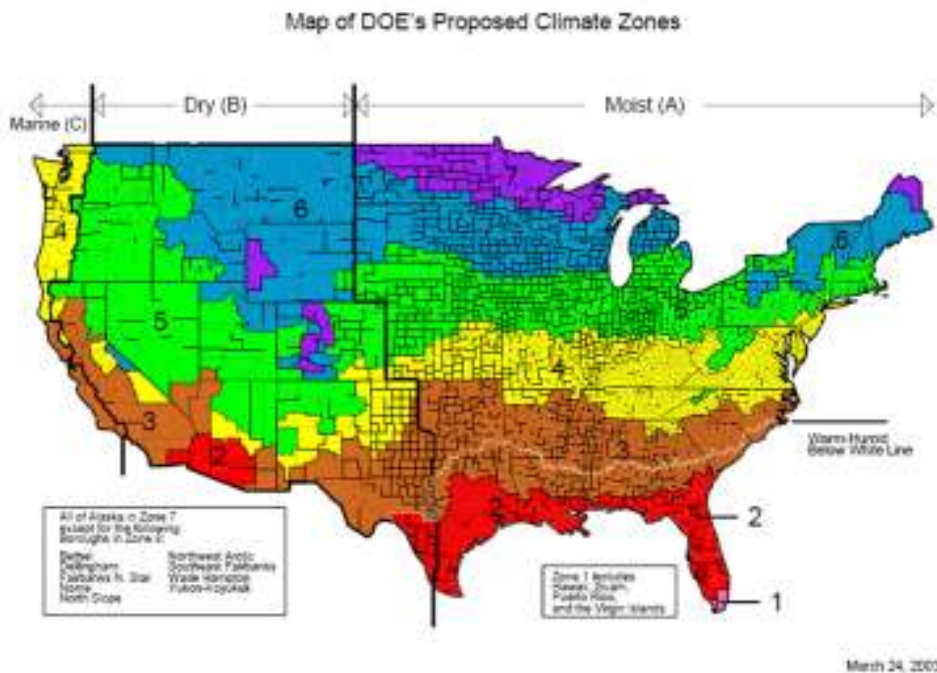 Map of DOE's Proposed Climate Zones
Marine (C)
Dry (B)
Moist (A)
7
6
6
4
5
5
4
3
3
2
2
Warm-Humid
Below White Line
2
1
All of Alaska in Zone 7
except for the following
Boroughs in Zone 8:
Bethel
Northwest Arctic
Dellingham
Southeast Fairbanks
Fairbanks N. Star
Wade Hampton
Nome
Yukon-Koyukuk
North Slope
Zone 1 includes
Hawaii, Guam,
Puerto Rico,
and the Virgin Islands
March 24, 2003